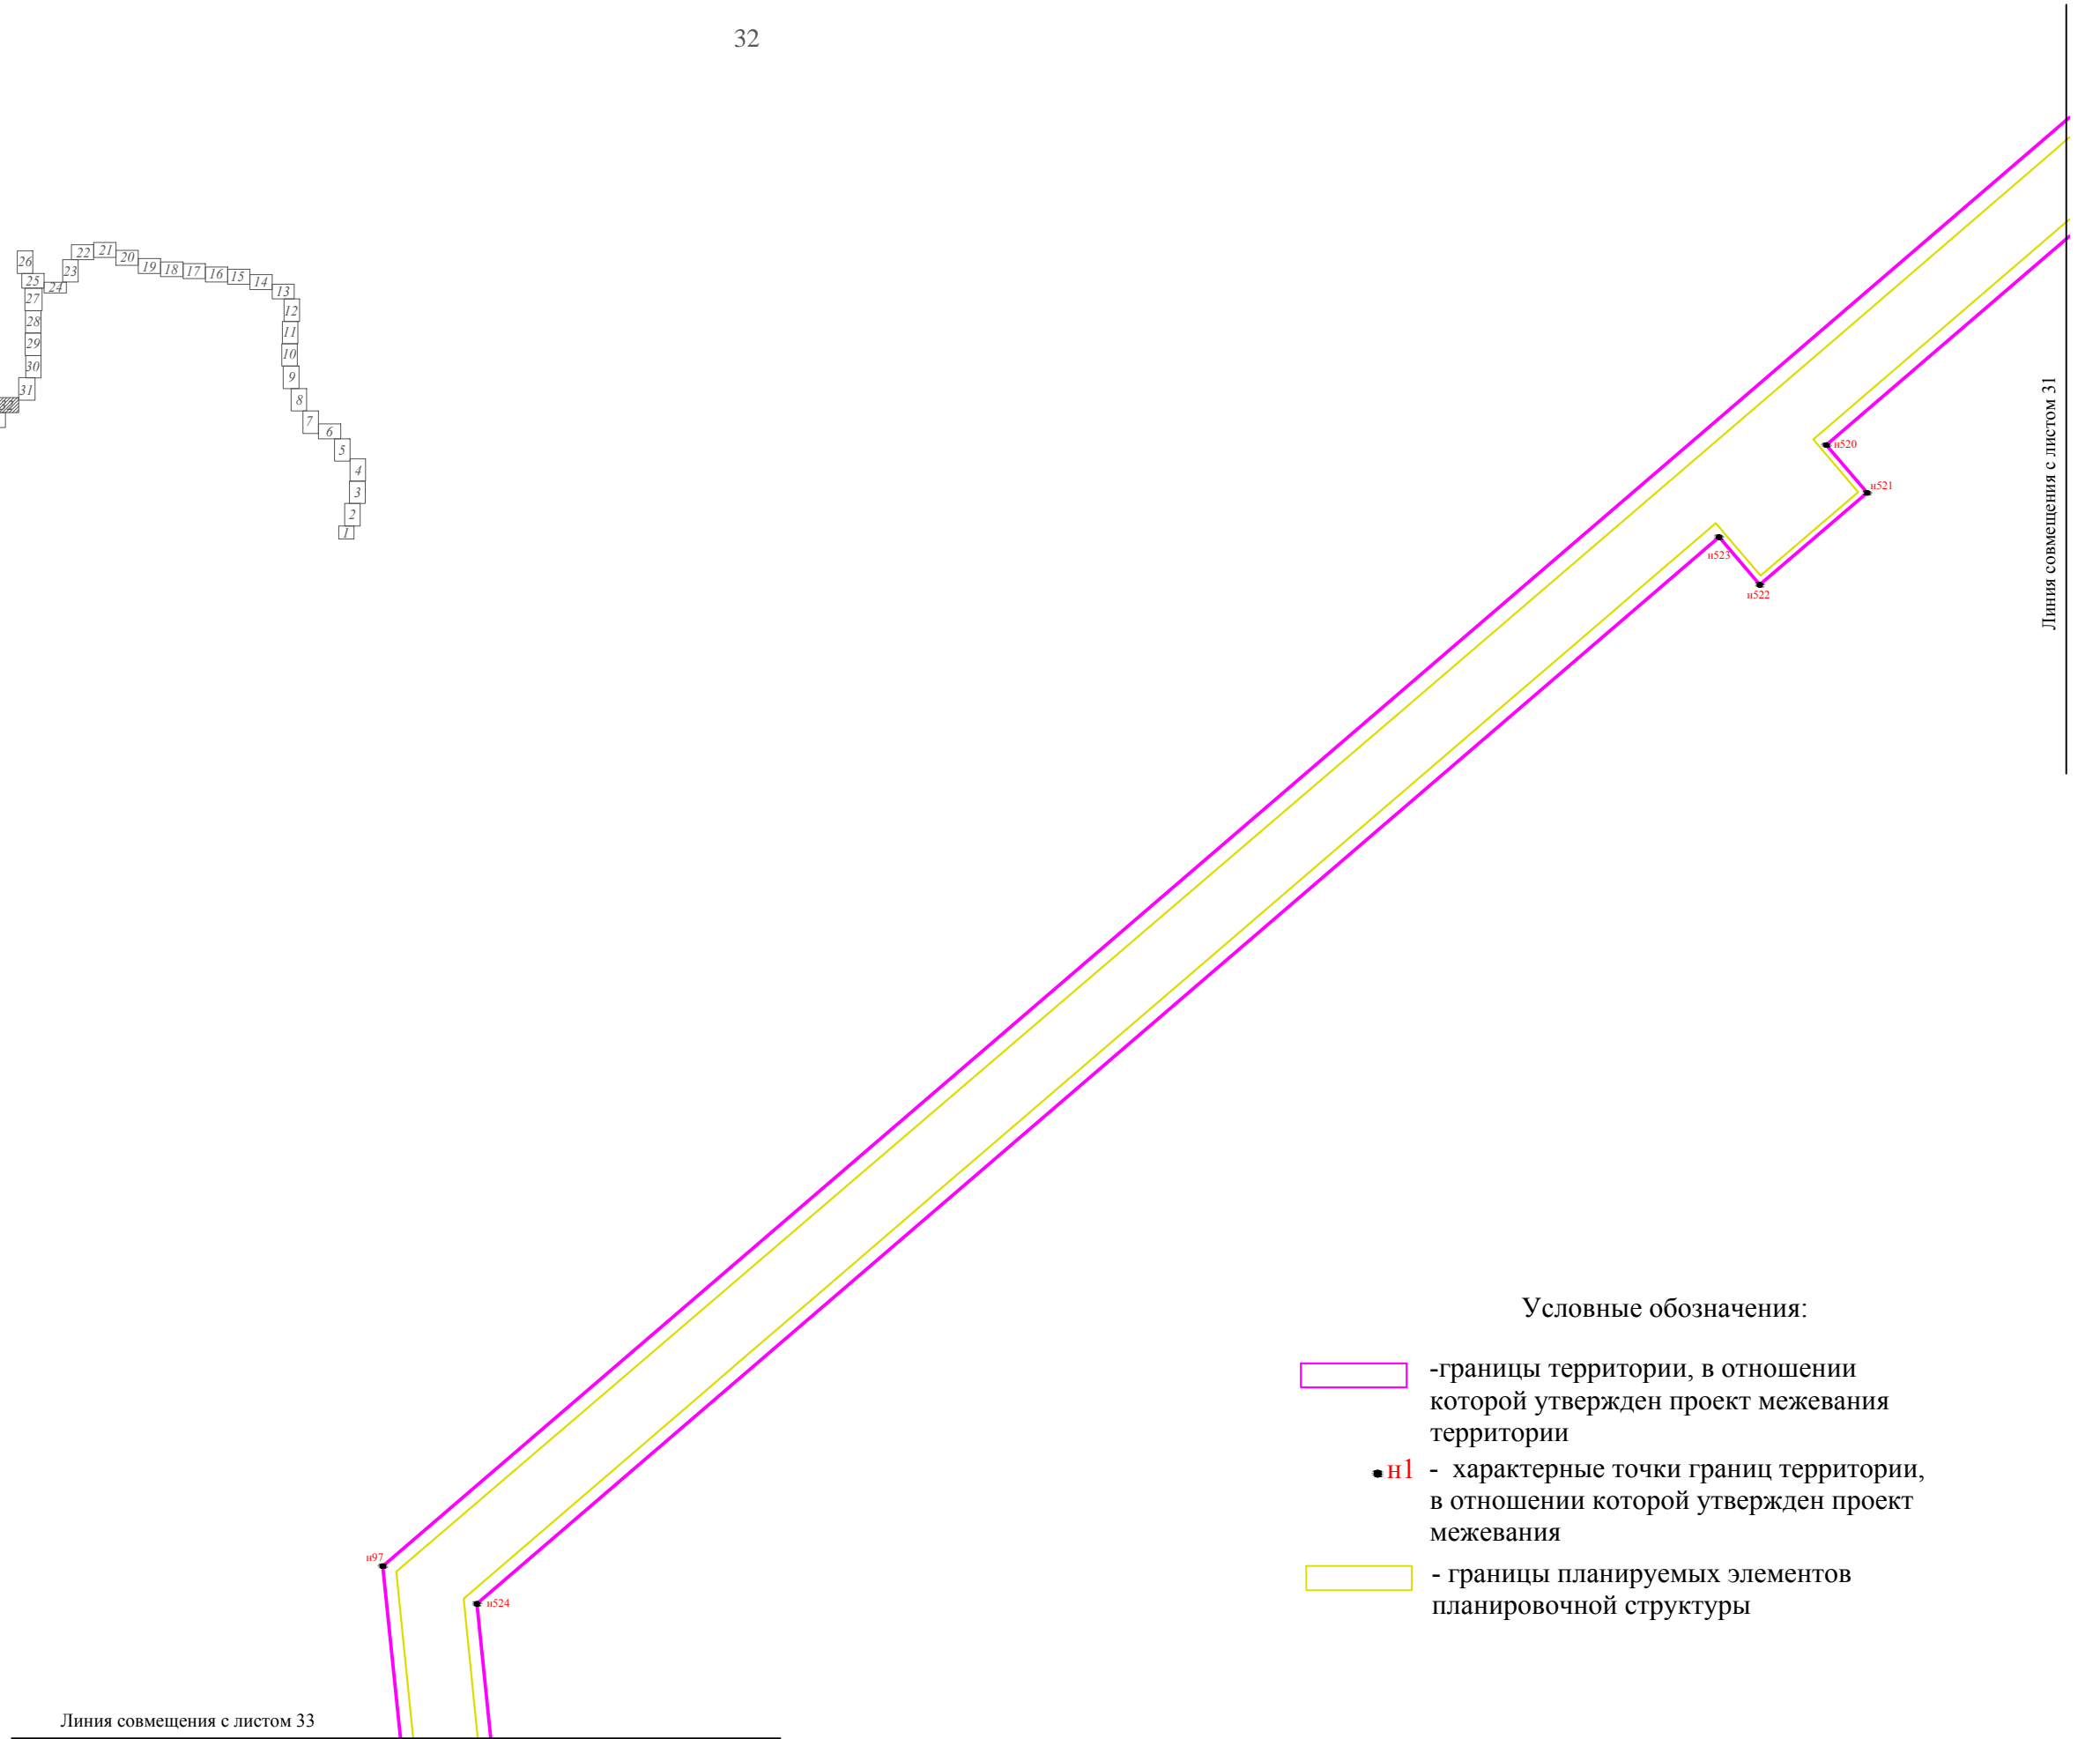 32
26
22
21
20
19
18
17
16
15
14
13
23
25
24
27
12
28
11
29
10
30
9
31
8
32
7
6
5
4
3
2
1
Линия совмещения с листом 31
н520
н521
н523
н522
н97
н524
Условные обозначения:
-границы территории, в отношении
которой утвержден проект межевания
территории
н1 - характерные точки границ территории,
в отношении которой утвержден проект
межевания
- границы планируемых элементов
планировочной структуры
Линия совмещения с листом 33